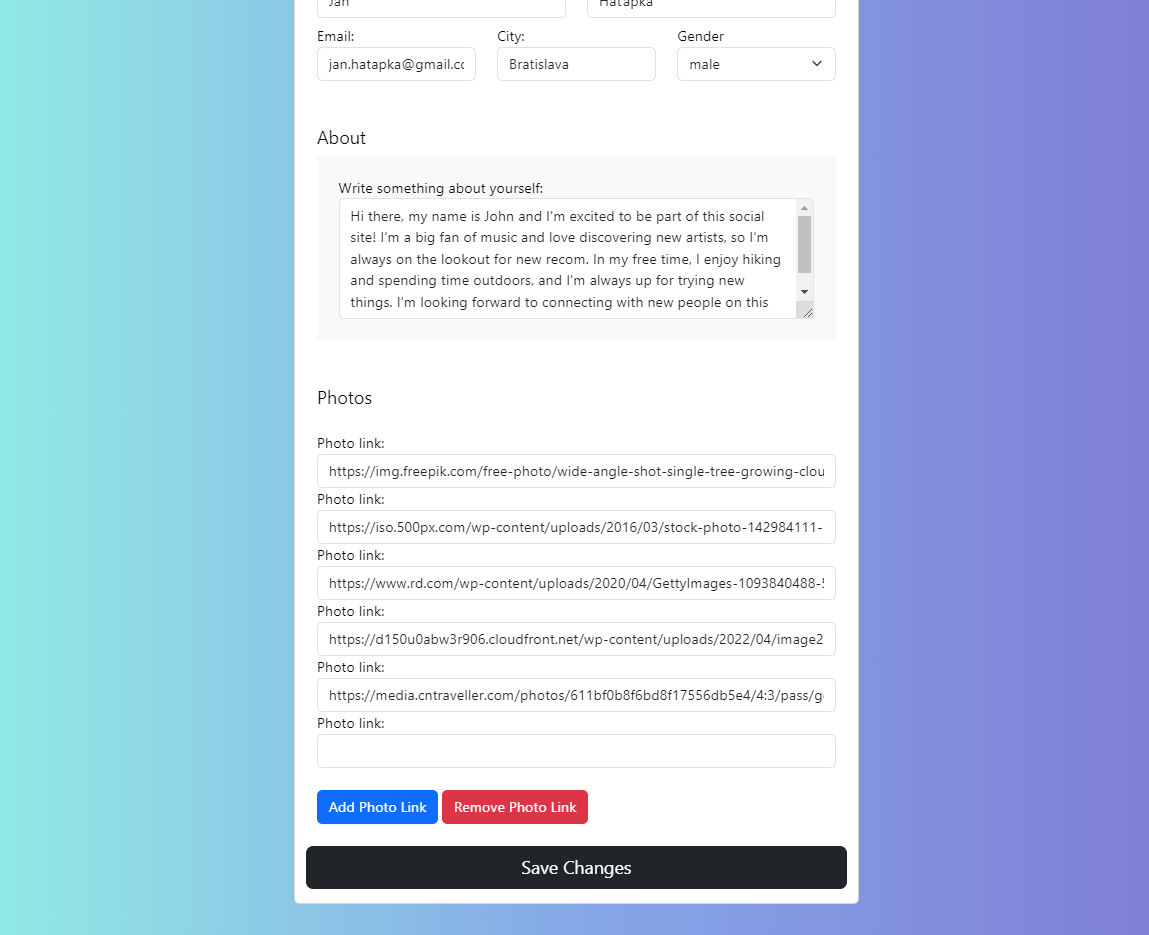 Jan
Hatapka
Email:
City:
Gender
jan.hatapka@gmail.cc
Bratislava
male
About
Write something about yourself:
Hi there, my name is John and I'm excited to be part of this social
site! I'm a big fan of music and love discovering new artists, so I'm
always on the lookout for new recom. In my free time, I enjoy hiking
and spending time outdoors, and I'm always up for trying new
things. I'm looking forward to connecting with new people on this
Photos
Photo link:
https://img.freepik.com/free-photo/wide-angle-shot-single-tree-growing-clou
Photo link:
https://iso.500px.com/wp-content/uploads/2016/03/stock-photo-142984111-
Photo link:
https://www.rd.com/wp-content/uploads/2020/04/GettyImages-1093840488-5
Photo link:
https://d150u0abw3r906.cloudfront.net/wp-content/uploads/2022/04/image2
Photo link:
https://media.cntraveller.com/photos/611bf0b8f6bd8f17556db5e4/4:3/pass/g
Photo link:
Add Photo Link
Remove Photo Link
Save Changes